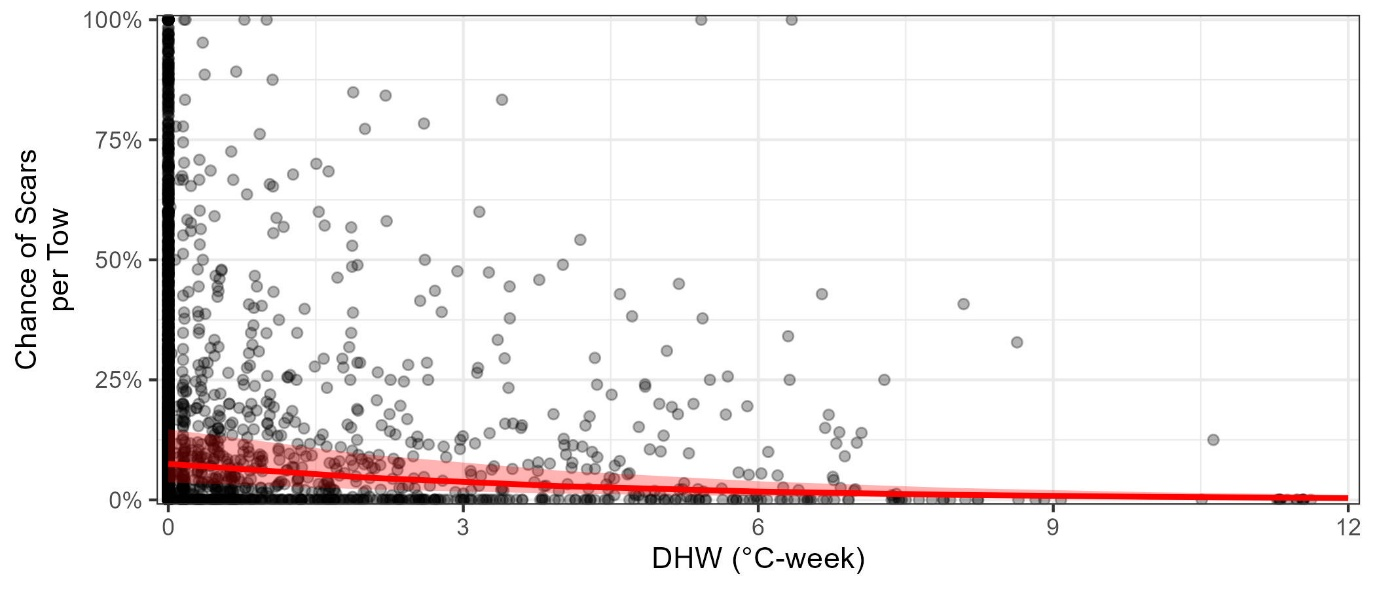 100%
75%
50%
25%
0%
Chance of Scars
per Tow
0 3 6 9 12
DHW (°C-week)